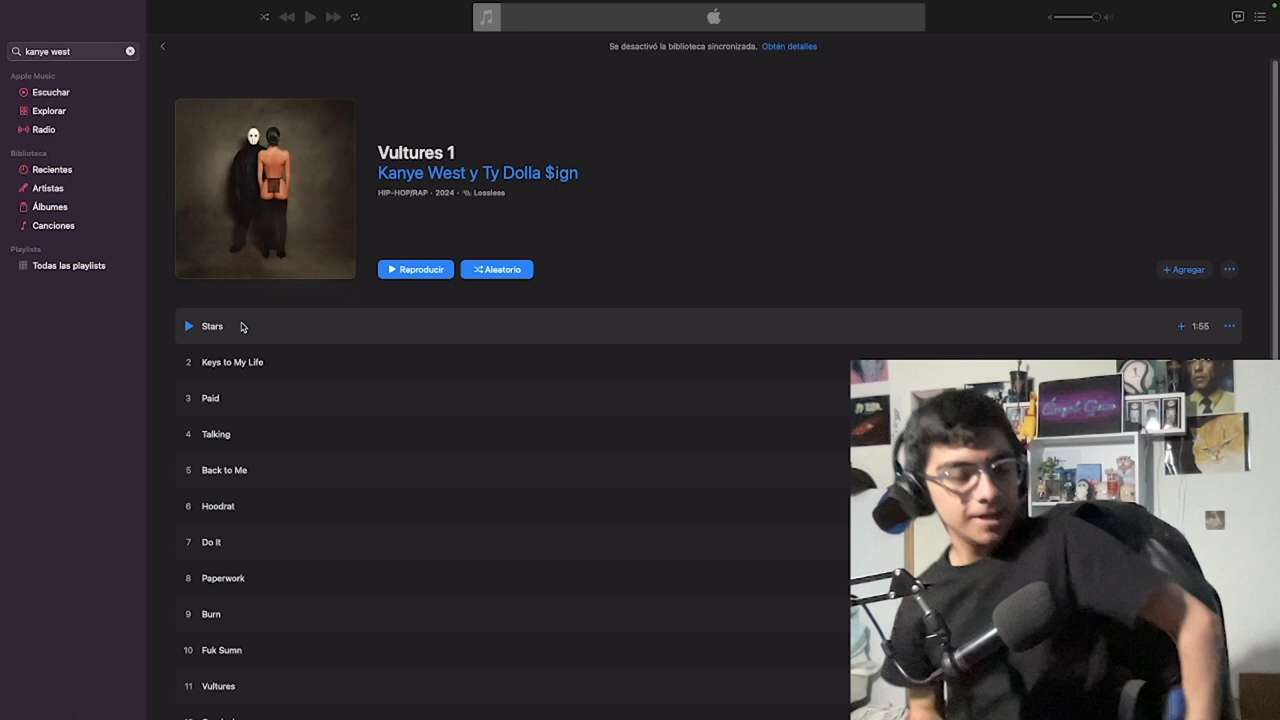 kanye west
Se desactivó la biblioteca sincronizada. Obtén detalles
Apple Music
Escuchar
Explorar
Radio
Biblioteca
Recientes
Artistas
Álbumes
Canciones
Playlists
Todas las playlists
Vultures 1
Kanye West y Ty Dolla $ign
HIP-HOP/RAP · 2024 · Lossless
Reproducir
Aleatorio
+ Agregar
Stars
1:55
2 Keys to My Life
3 Paid
4 Talking
5 Back to Me
6 Hoodrat
7 Do It
8 Paperwork
9 Burn
10 Fuk Sumn
11 Vultures